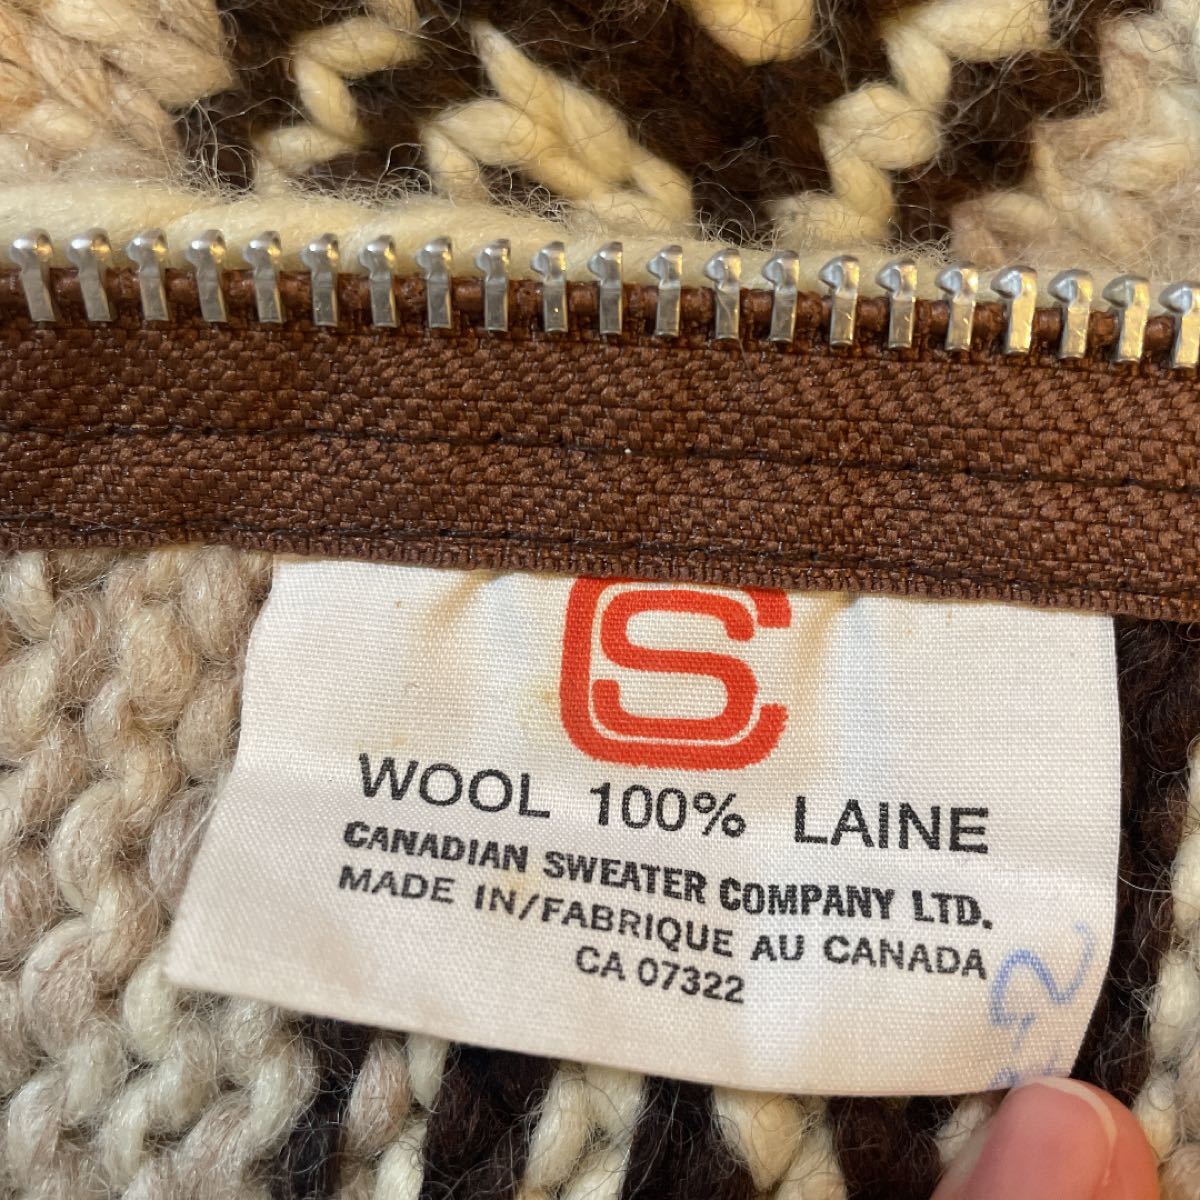 CS
WOOL 100% LAINE
CANADIAN SWEATER COMPANY LTD.
MADE IN/FABRIQUE AU CANADA
CA 07322